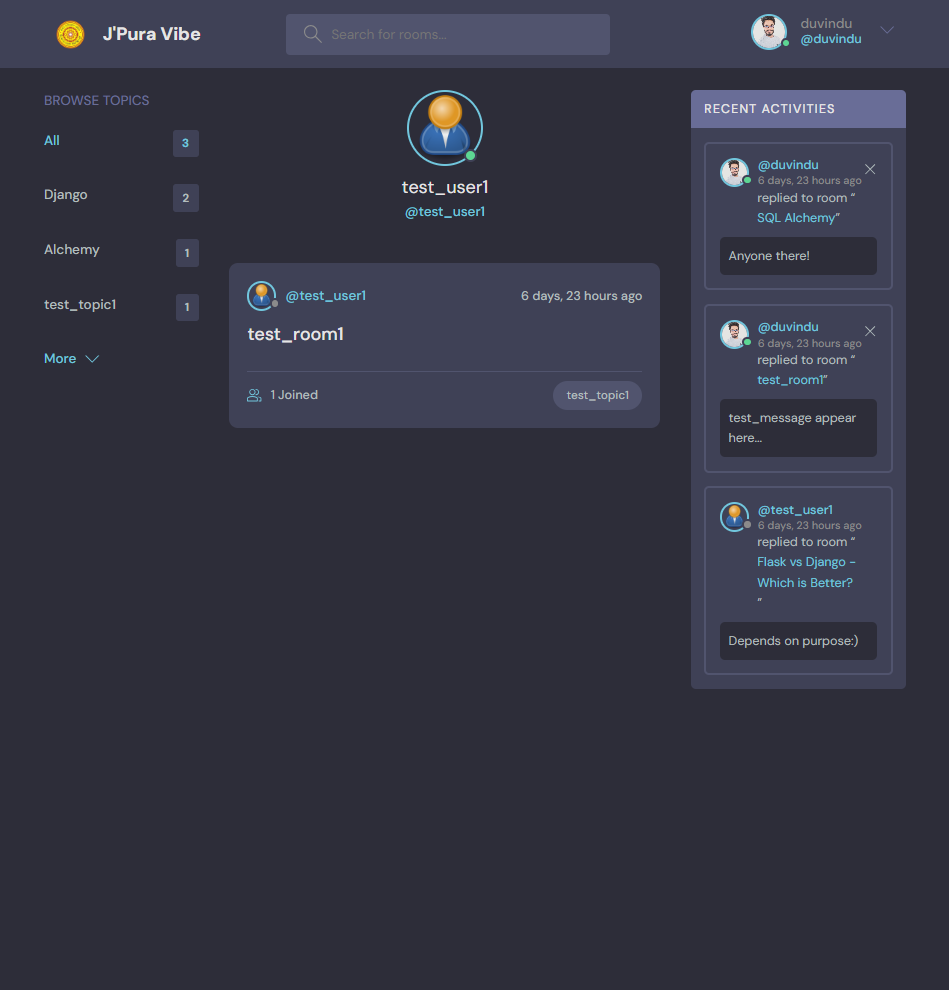 J'Pura Vibe
Search for rooms...
duvindu
@duvindu
BROWSE TOPICS
All
3
Django
2
Alchemy
1
test_topic1
1
More
test_user1
@test_user1
@test_user1
6 days, 23 hours ago
test_room1
1 Joined
test_topic1
RECENT ACTIVITIES
@duvindu
6 days, 23 hours ago
replied to room “
SQL Alchemy”
Anyone there!
@duvindu
6 days, 23 hours ago
replied to room “
test_room1”
test_message appear
here...
@test_user1
6 days, 23 hours ago
replied to room “
Flask vs Django -
Which is Better?
”
Depends on purpose:)